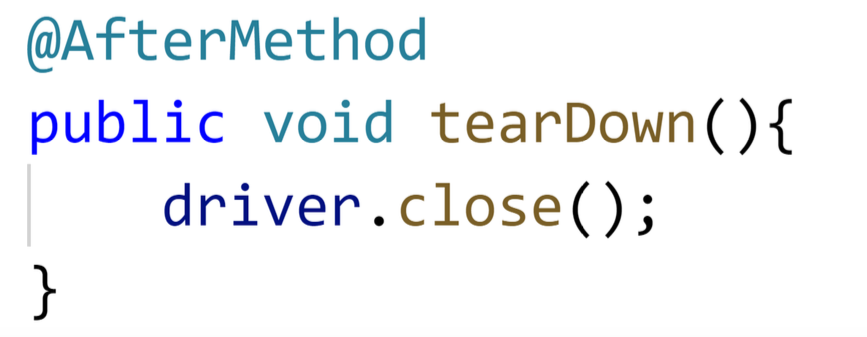 @AfterMethod
public void tearDown(){
    driver.close();
}